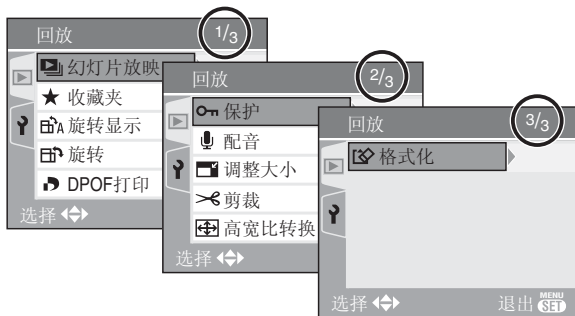 回放 1/3
幻灯片放映
收藏夹
旋转显示
旋转
DPOF打印
选择
回放 2/3
保护
配音
调整大小
剪裁
高宽比转换
选择
回放 3/3
格式化
选择 退出 MENU SET